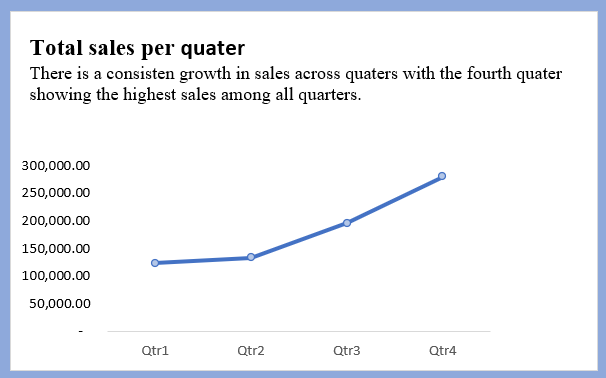 Total sales per quater
There is a consisten growth in sales across quaters with the fourth quater
showing the highest sales among all quarters.
300,000.00
250,000.00
200,000.00
150,000.00
100,000.00
50,000.00
-
Qtr1 Qtr2 Qtr3 Qtr4